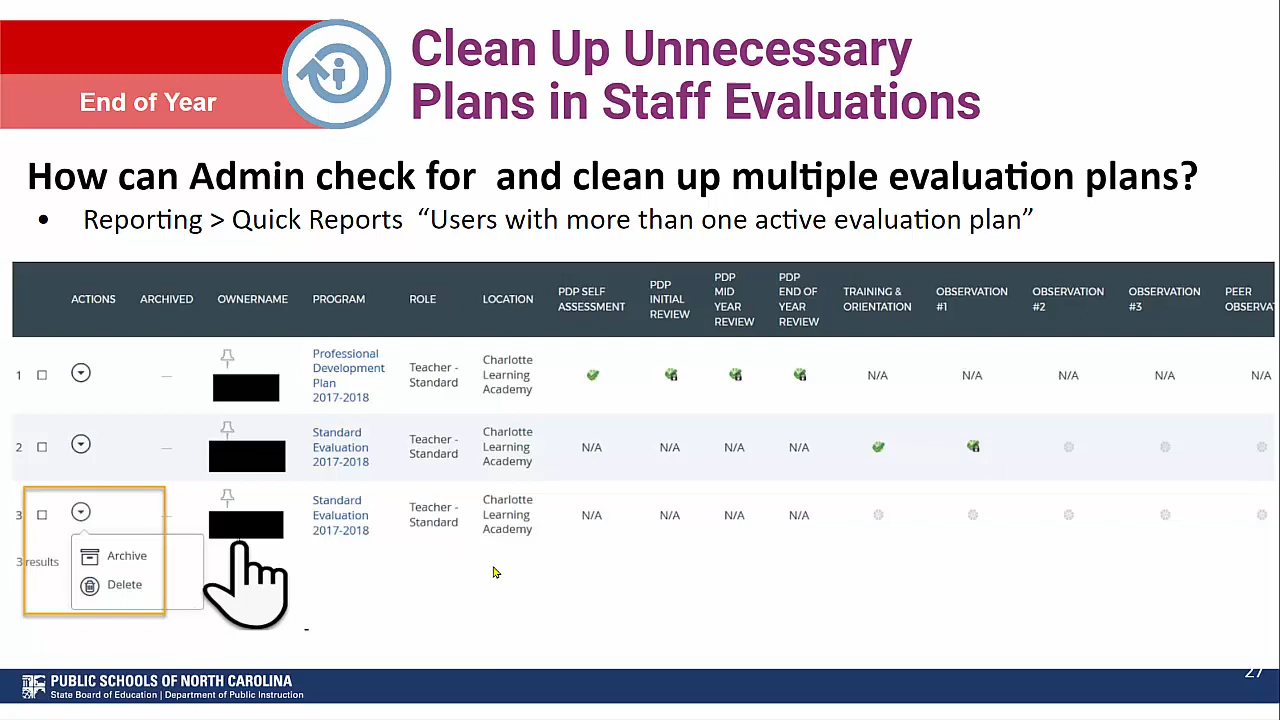 End of Year
Clean Up Unnecessary
Plans in Staff Evaluations
How can Admin check for  and clean up multiple evaluation plans?
• Reporting > Quick Reports  “Users with more than one active evaluation plan”
ACTIONS ARCHIVED OWNERNAME PROGRAM ROLE LOCATION
PDP SELF
ASSESSMENT
PDP
INITIAL
REVIEW
PDP
MID
YEAR
REVIEW
PDP
END OF
YEAR
REVIEW
TRAINING &
ORIENTATION
OBSERVATION
#1
OBSERVATION
#2
OBSERVATION
#3
PEER
OBSERVA
1
—
Professional
Development
Plan
2017-2018
Teacher -
Standard
Charlotte
Learning
Academy
N/A N/A N/A N/A N/A
2
—
Standard
Evaluation
2017-2018
Teacher -
Standard
Charlotte
Learning
Academy
N/A N/A N/A N/A
3
Standard
Evaluation
2017-2018
Teacher -
Standard
Charlotte
Learning
Academy
N/A N/A N/A N/A
Archive
3 results
Delete
-
PUBLIC SCHOOLS OF NORTH CAROLINA
State Board of Education | Department of Public Instruction
27